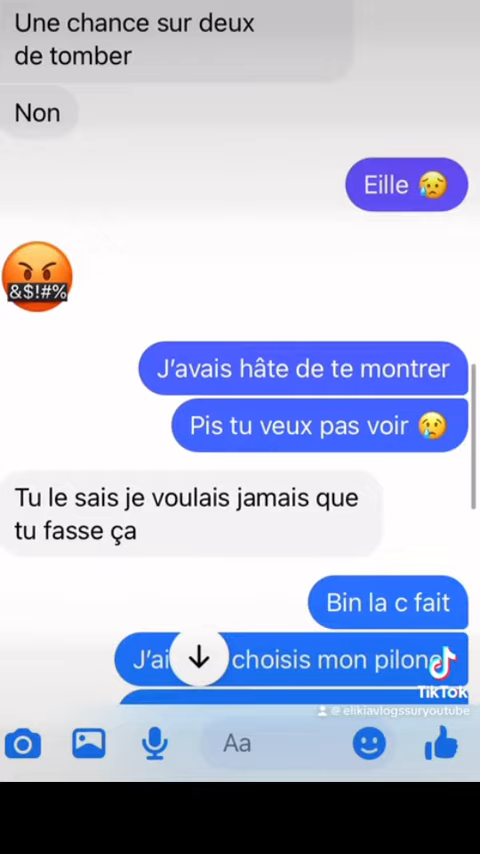 Une chance sur deux
de tomber
Non
Eille 😥
&$!#%
J'avais hâte de te montrer
Pis tu veux pas voir 😢
Tu le sais je voulais jamais que
tu fasse ça
Bin la c fait
J'ai choisis mon
TikTok
@elikiavlogssuryoutube
Aa